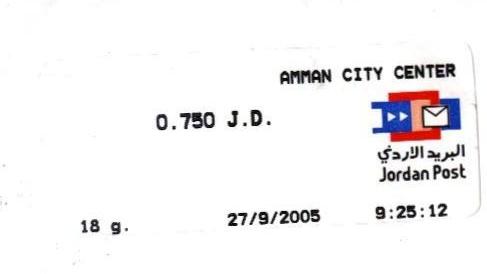 AMMAN CITY CENTER
0.750 J.D.
البريد الاردني
Jordan Post
18 g. 27/9/2005 9:25:12